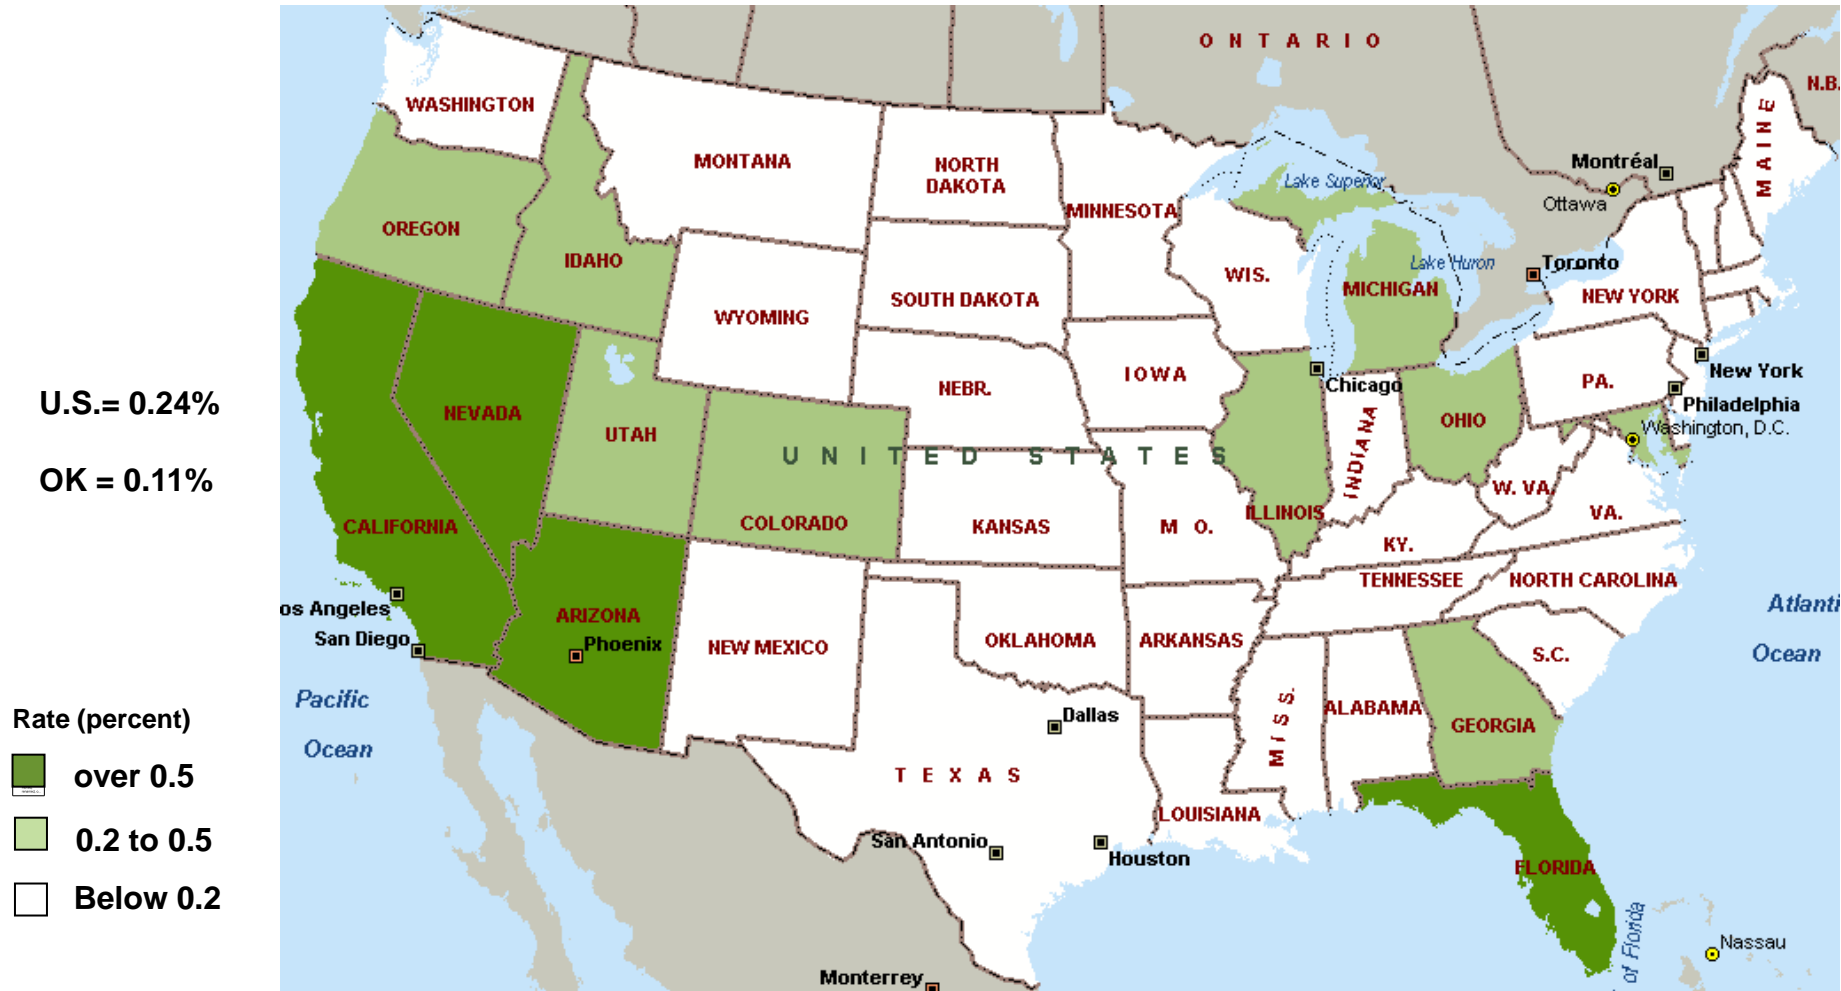 U.S.= 0.24%
OK = 0.11%
Rate (percent)
over 0.5
0.2 to 0.5
Below 0.2
ONTARIO
N.B.
WASHINGTON
MAINE
MONTANA
NORTH
DAKOTA
Montréal
Ottawa
Lake Superior
MINNESOTA
OREGON
IDAHO
WIS.
Lake Huron
Toronto
MICHIGAN
NEW YORK
SOUTH DAKOTA
WYOMING
IOWA
NEBR.
Chicago
PA.
New York
Philadelphia
NEVADA
UTAH
OHIO
Washington, D.C.
UNITED STATES
INDIANA
W. VA.
VA.
ILLINOIS
CALIFORNIA
COLORADO
KANSAS
M O.
KY.
TENNESSEE
NORTH CAROLINA
os Angeles
ARIZONA
Atlanti
Ocean
San Diego
Phoenix
NEW MEXICO
OKLAHOMA
ARKANSAS
S.C.
Pacific
Ocean
Dallas
MISS.
ALABAMA
GEORGIA
TEXAS
LOUISIANA
San Antonio
Houston
FLORIDA
of Florida
Nassau
Monterrey